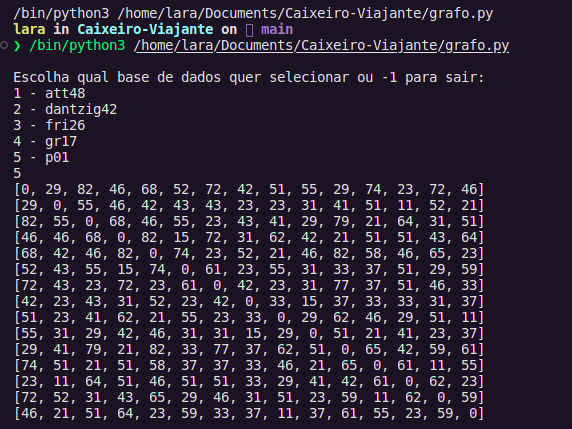 /bin/python3 /home/lara/Documents/Caixeiro-Viajante/grafo.py
lara in Caixeiro-Viajante on main
❯ /bin/python3 /home/lara/Documents/Caixeiro-Viajante/grafo.py
Escolha qual base de dados quer selecionar ou -1 para sair:
1 - att48
2 - dantzig42
3 - fri26
4 - gr17
5 - p01
5
[0, 29, 82, 46, 68, 52, 72, 42, 51, 55, 29, 74, 23, 72, 46]
[29, 0, 55, 46, 42, 43, 43, 23, 23, 31, 41, 51, 11, 52, 21]
[82, 55, 0, 68, 46, 55, 23, 43, 41, 29, 79, 21, 64, 31, 51]
[46, 46, 68, 0, 82, 15, 72, 31, 62, 42, 21, 51, 51, 43, 64]
[68, 42, 46, 82, 0, 74, 23, 52, 21, 46, 82, 58, 46, 65, 23]
[52, 43, 55, 15, 74, 0, 61, 23, 55, 31, 33, 37, 51, 29, 59]
[72, 43, 23, 72, 23, 61, 0, 42, 23, 31, 77, 37, 51, 46, 33]
[42, 23, 43, 31, 52, 23, 42, 0, 33, 15, 37, 33, 33, 31, 37]
[51, 23, 41, 62, 21, 55, 23, 33, 0, 29, 62, 46, 29, 51, 11]
[55, 31, 29, 42, 46, 31, 31, 15, 29, 0, 51, 21, 41, 23, 37]
[29, 41, 79, 21, 82, 33, 77, 37, 62, 51, 0, 65, 42, 59, 61]
[74, 51, 21, 51, 58, 37, 37, 33, 46, 21, 65, 0, 61, 11, 55]
[23, 11, 64, 51, 46, 51, 51, 33, 29, 41, 42, 61, 0, 62, 23]
[72, 52, 31, 43, 65, 29, 46, 31, 51, 23, 59, 11, 62, 0, 59]
[46, 21, 51, 64, 23, 59, 33, 37, 11, 37, 61, 55, 23, 59, 0]